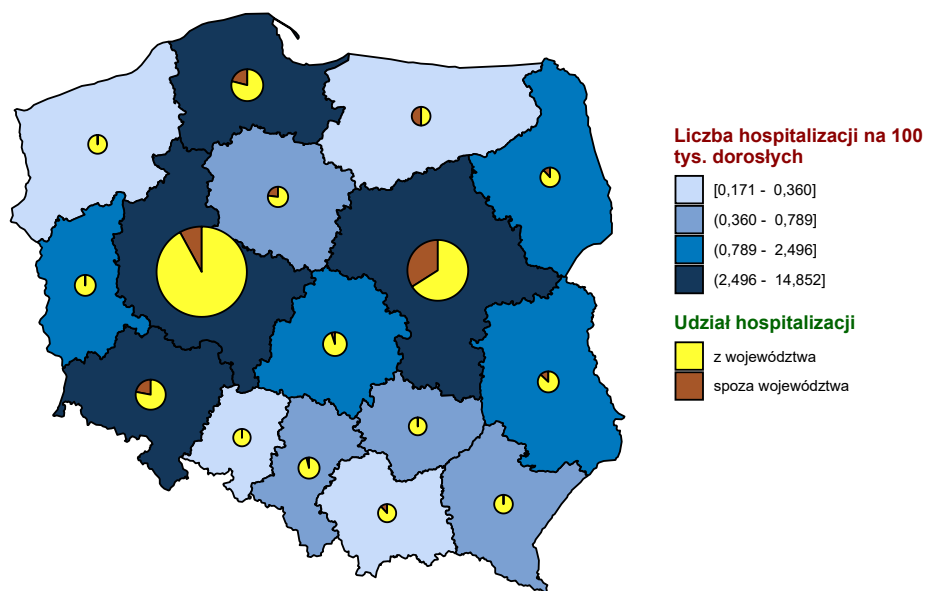 Liczba hospitalizacji na 100
tys. dorosłych
[0,171 - 0,360]
(0,360 - 0,789]
(0,789 - 2,496]
(2,496 - 14,852]
Udział hospitalizacji
z województwa
spoza województwa